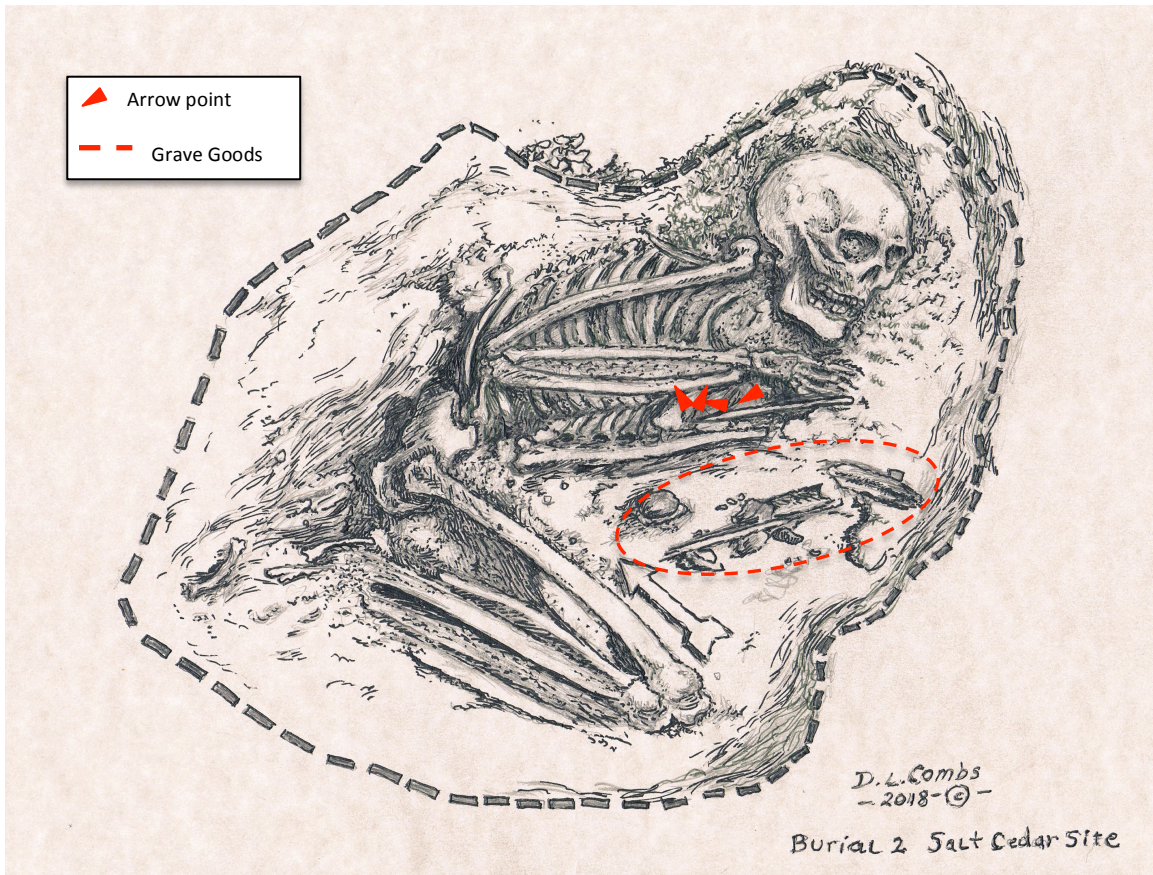 Arrow point
Grave Goods
D. L. Combs
- 2018 - © -
Burial 2 Salt Cedar Site